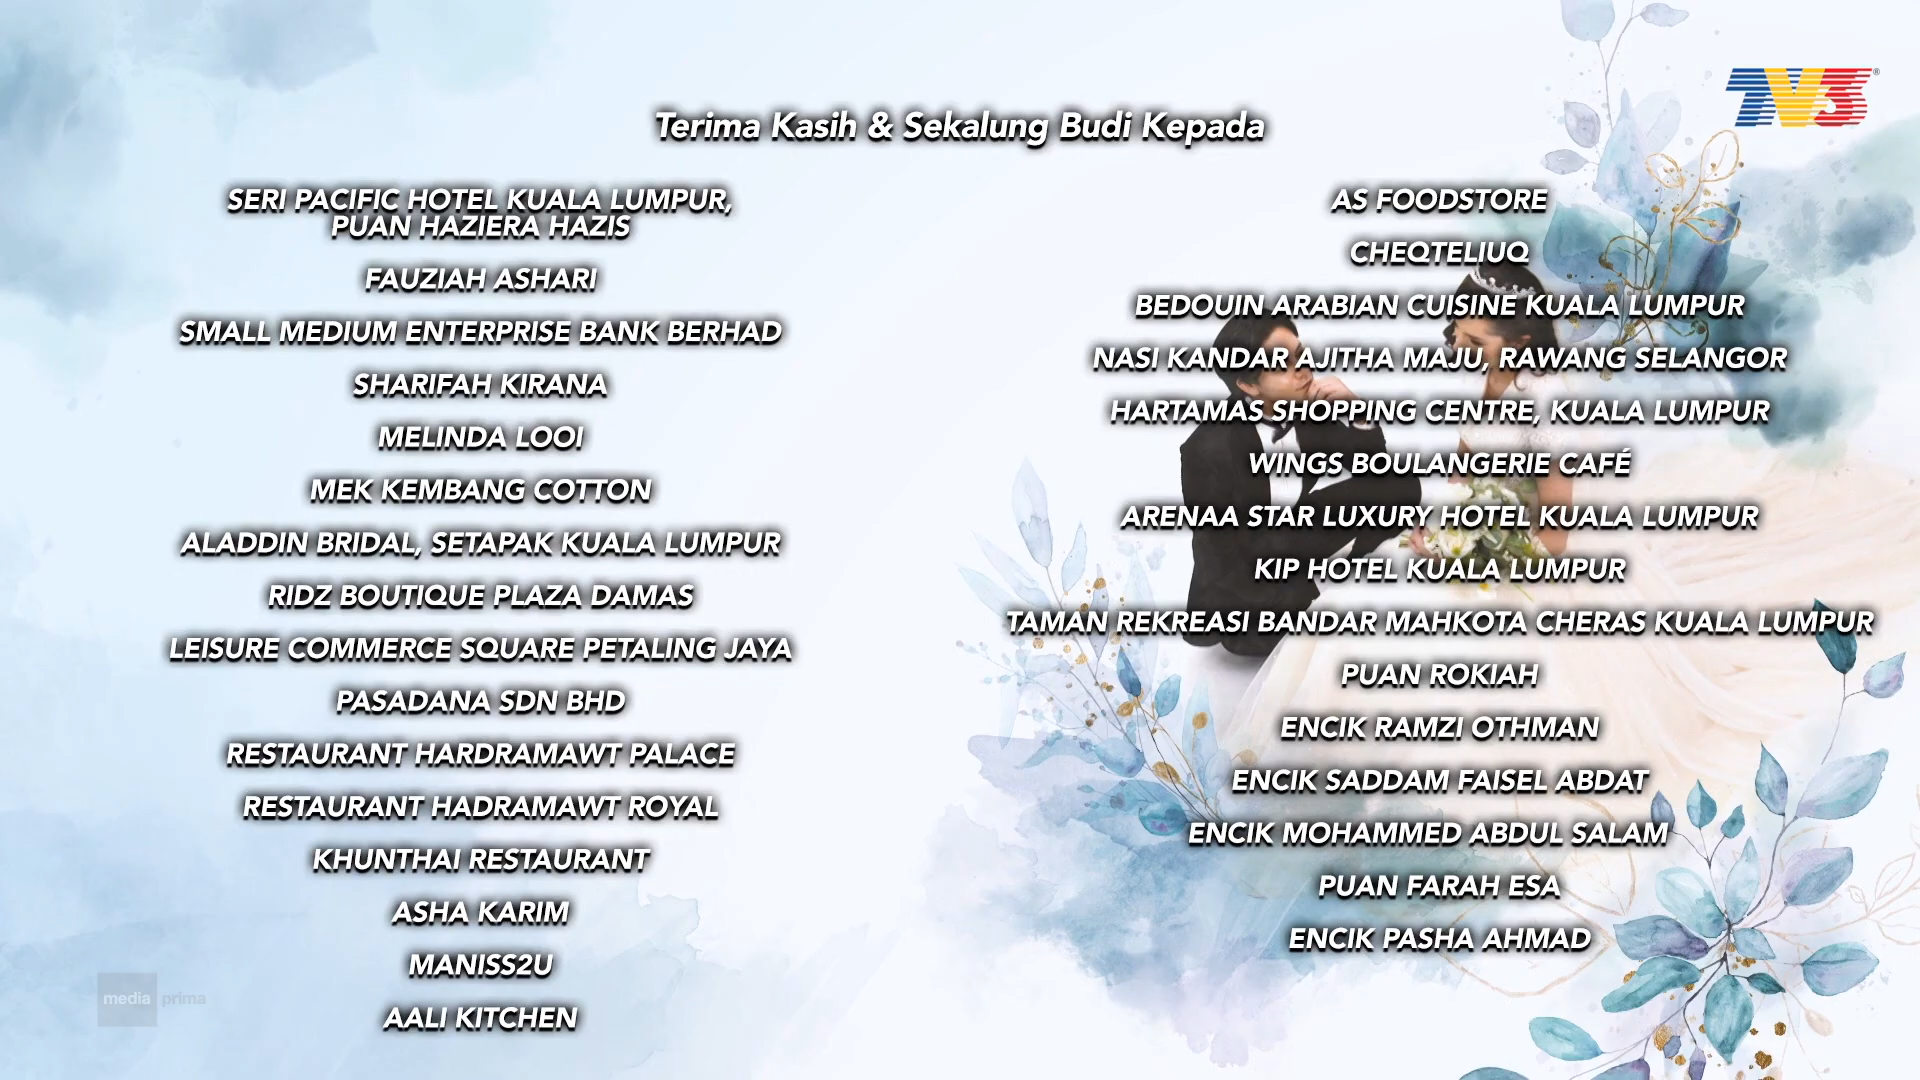 Terima Kasih & Sekalung Budi Kepada
SERI PACIFIC HOTEL KUALA LUMPUR,
PUAN HAZIERA HAZIS
FAUZIAH ASHARI
SMALL MEDIUM ENTERPRISE BANK BERHAD
SHARIFAH KIRANA
MELINDA LOOI
MEK KEMBANG COTTON
ALADDIN BRIDAL, SETAPAK KUALA LUMPUR
RIDZ BOUTIQUE PLAZA DAMAS
LEISURE COMMERCE SQUARE PETALING JAYA
PASADANA SDN BHD
RESTAURANT HARDRAMAWT PALACE
RESTAURANT HADRAMAWT ROYAL
KHUNTHAI RESTAURANT
ASHA KARIM
MANISS2U
AALI KITCHEN
AS FOODSTORE
CHEQTELIUQ
BEDOUIN ARABIAN CUISINE KUALA LUMPUR
NASI KANDAR AJITHA MAJU, RAWANG SELANGOR
HARTAMAS SHOPPING CENTRE, KUALA LUMPUR
WINGS BOULANGERIE CAFÉ
ARENAA STAR LUXURY HOTEL KUALA LUMPUR
KIP HOTEL KUALA LUMPUR
TAMAN REKREASI BANDAR MAHKOTA CHERAS KUALA LUMPUR
PUAN ROKIAH
ENCIK RAMZI OTHMAN
ENCIK SADDAM FAISEL ABDAT
ENCIK MOHAMMED ABDUL SALAM
PUAN FARAH ESA
ENCIK PASHA AHMAD
TV3®
media prima